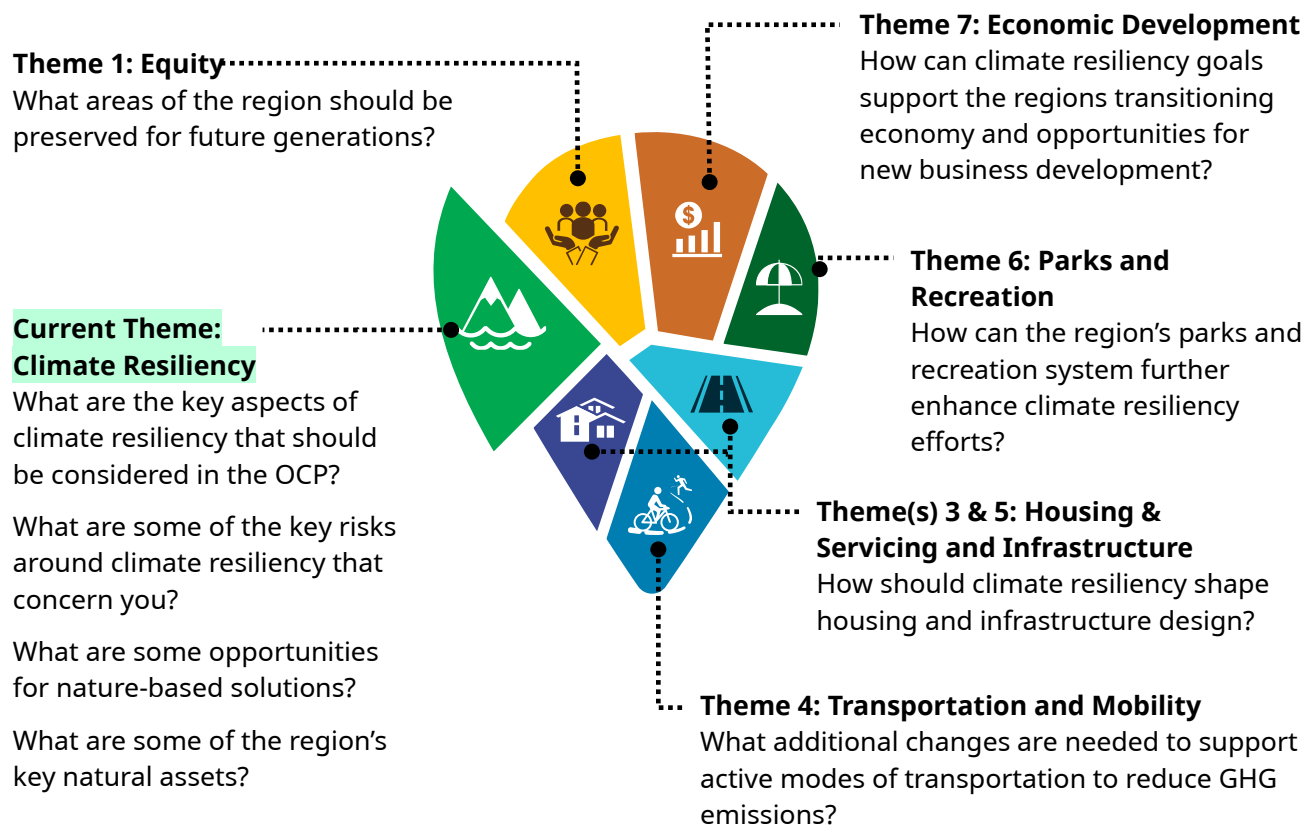 Theme 1: Equity
What areas of the region should be
preserved for future generations?
Current Theme:
Climate Resiliency
What are the key aspects of
climate resiliency that should
be considered in the OCP?
What are some of the key risks
around climate resiliency that
concern you?
What are some opportunities
for nature-based solutions?
What are some of the region’s
key natural assets?
$
Theme 7: Economic Development
How can climate resiliency goals
support the regions transitioning
economy and opportunities for
new business development?
Theme 6: Parks and
Recreation
How can the region’s parks and
recreation system further
enhance climate resiliency
efforts?
Theme(s) 3 & 5: Housing &
Servicing and Infrastructure
How should climate resiliency shape
housing and infrastructure design?
Theme 4: Transportation and Mobility
What additional changes are needed to support
active modes of transportation to reduce GHG
emissions?